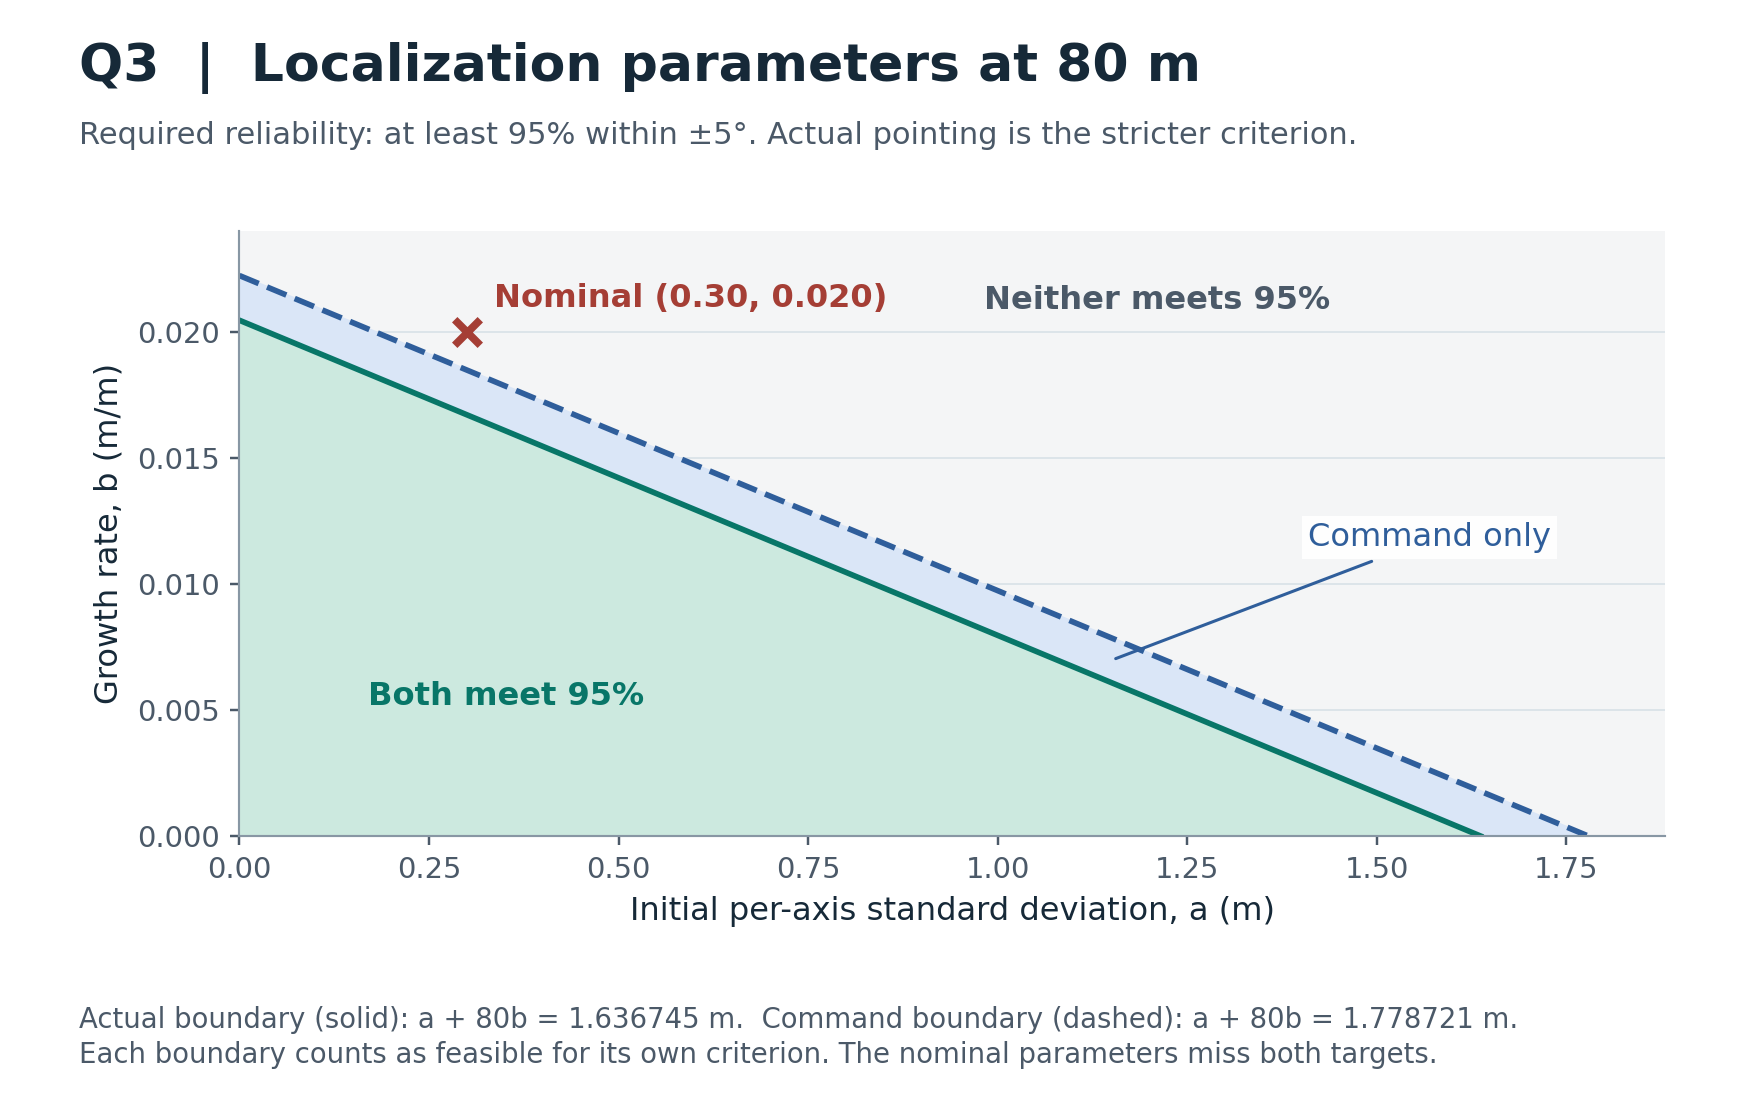 Q3 | Localization parameters at 80 m
Required reliability: at least 95% within ±5°. Actual pointing is the stricter criterion.
Nominal (0.30, 0.020)
Neither meets 95%
Command only
Both meet 95%
Growth rate, b (m/m)
0.020
0.015
0.010
0.005
0.000
0.00 0.25 0.50 0.75 1.00 1.25 1.50 1.75
Initial per-axis standard deviation, a (m)
Actual boundary (solid): a + 80b = 1.636745 m. Command boundary (dashed): a + 80b = 1.778721 m.
Each boundary counts as feasible for its own criterion. The nominal parameters miss both targets.